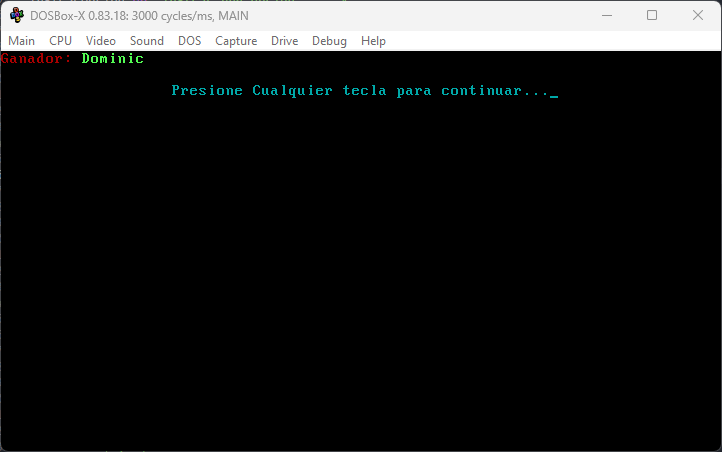 DOSBox-X 0.83.18: 3000 cycles/ms, MAIN
Main CPU Video Sound DOS Capture Drive Debug Help
Ganador: Dominic
Presione Cualquier tecla para continuar..._